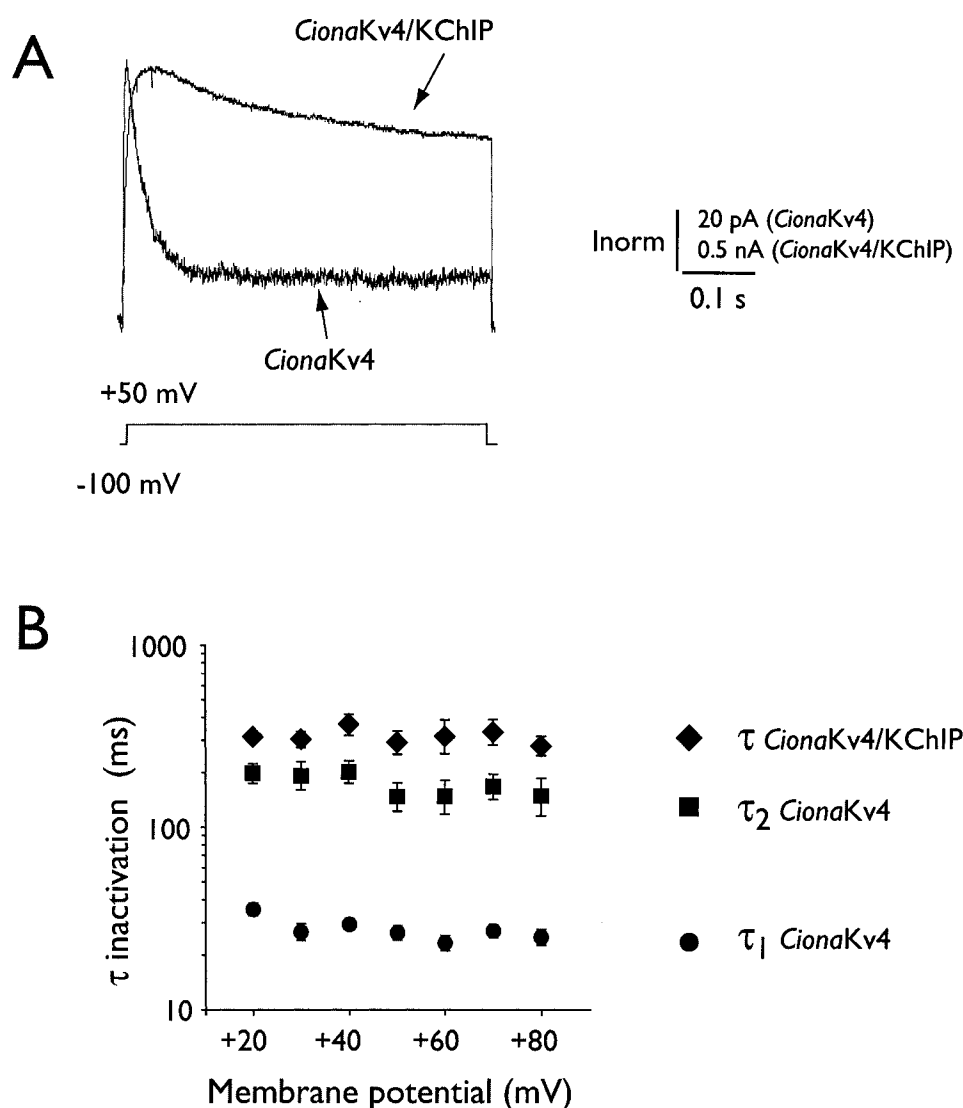 A
CionaKv4/KChIP
Inorm
20 pA (CionaKv4)
0.5 nA (CionaKv4/KChIP)
0.1 s
CionaKv4
+50 mV
-100 mV
B
τ inactivation (ms)
1000
100
10
+20 +40 +60 +80
Membrane potential (mV)
τ CionaKv4/KChIP
τ2 CionaKv4
τ1 CionaKv4